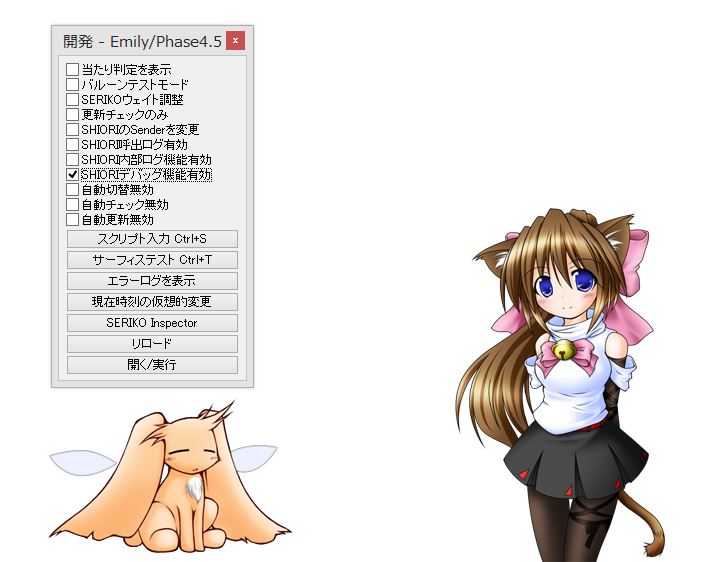 開発 - Emily/Phase4.5
当たり判定を表示
バルーンテストモード
SERIKOウェイト調整
更新チェックのみ
SHIORIのSenderを変更
SHIORI呼出ログ有効
SHIORI内部ログ機能有効
SHIORIデバッグ機能有効
自動切替無効
自動チェック無効
自動更新無効
スクリプト入力 Ctrl+S
サーフィステスト Ctrl+T
エラーログを表示
現在時刻の仮想的変更
SERIKO Inspector
リロード
開く/実行